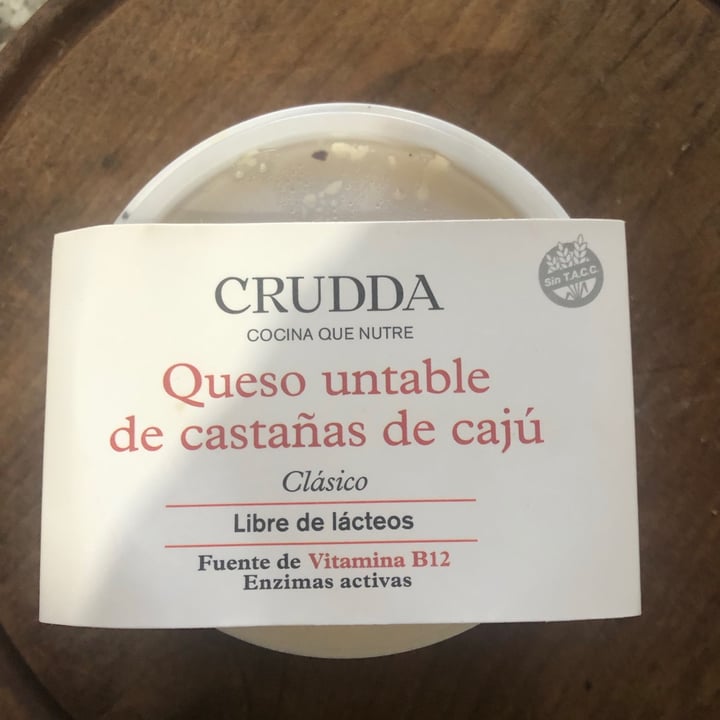 CRUDDA
COCINA QUE NUTRE
Sin T.A.C.C.
Queso untable
de castañas de cajú
Clásico
Libre de lácteos
Fuente de Vitamina B12
Enzimas activas